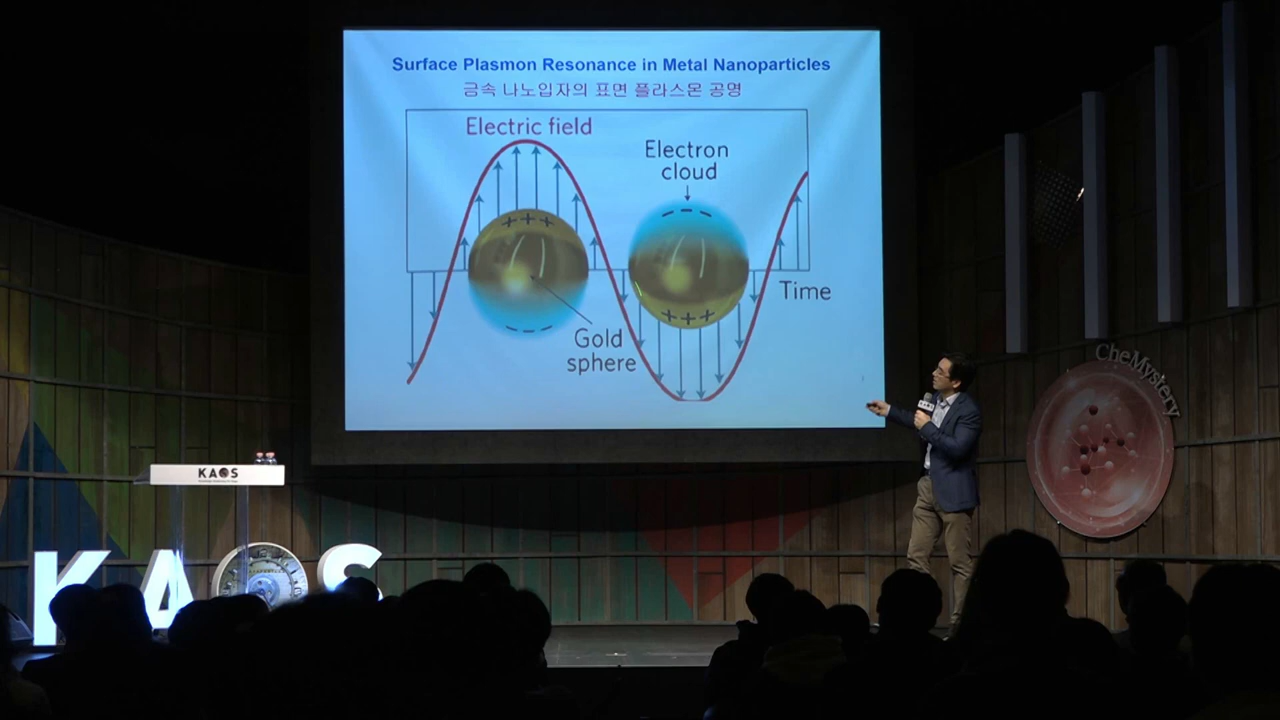 Surface Plasmon Resonance in Metal Nanoparticles
금속 나노입자의 표면 플라스몬 공명
Electric field
Electron
cloud
Time
Gold
sphere
CheMystery
KAOS
KAOS